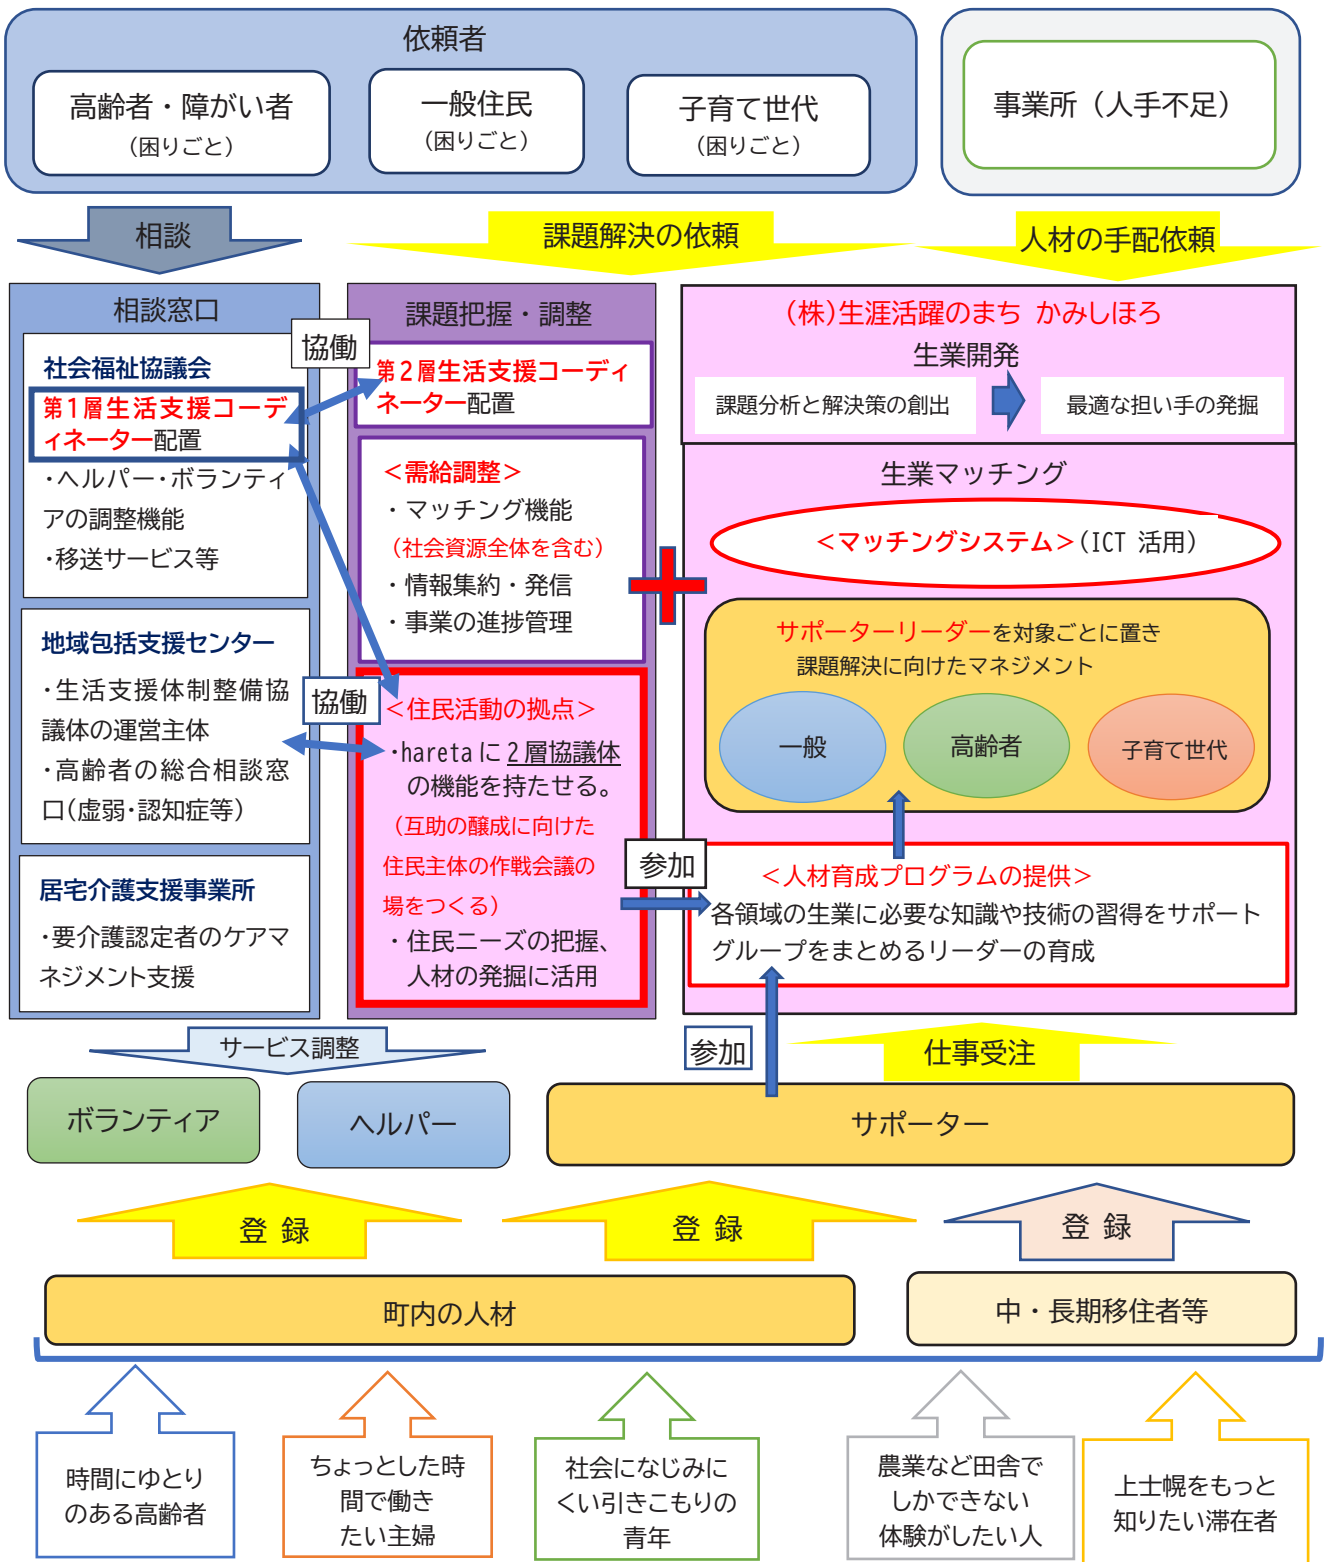 依頼者
高齢者・障がい者
(困りごと)
一般住民
(困りごと)
子育て世代
(困りごと)
事業所（人手不足）
相談
課題解決の依頼
人材の手配依頼
相談窓口
社会福祉協議会
第1層生活支援コーデ
ィネーター配置
・ヘルパー・ボランティ
アの調整機能
・移送サービス等
地域包括支援センター
・生活支援体制整備協
議体の運営主体
・高齢者の総合相談窓
口(虚弱・認知症等)
居宅介護支援事業所
・要介護認定者のケアマ
ネジメント支援
協働
協働
課題把握・調整
第2層生活支援コーディ
ネーター配置
＜需給調整＞
・マッチング機能
（社会資源全体を含む）
・情報集約・発信
・事業の進捗管理
＜住民活動の拠点＞
・hareta に 2 層協議体
の機能を持たせる。
（互助の醸成に向けた
住民主体の作戦会議の
場をつくる）
・住民ニーズの把握、
人材の発掘に活用
(株)生涯活躍のまち かみしほろ
生業開発
課題分析と解決策の創出
最適な担い手の発掘
生業マッチング
＜マッチングシステム＞(ICT 活用)
サポーターリーダーを対象ごとに置き
課題解決に向けたマネジメント
一般
高齢者
子育て世代
参加
＜人材育成プログラムの提供＞
各領域の生業に必要な知識や技術の習得をサポート
グループをまとめるリーダーの育成
サービス調整
参加
仕事受注
ボランティア
ヘルパー
サポーター
登 録
登 録
登 録
町内の人材
中・長期移住者等
時間にゆとり
のある高齢者
ちょっとした時
間で働き
たい主婦
社会になじみに
くい引きこもりの
青年
農業など田舎で
しかできない
体験がしたい人
上士幌をもっと
知りたい滞在者